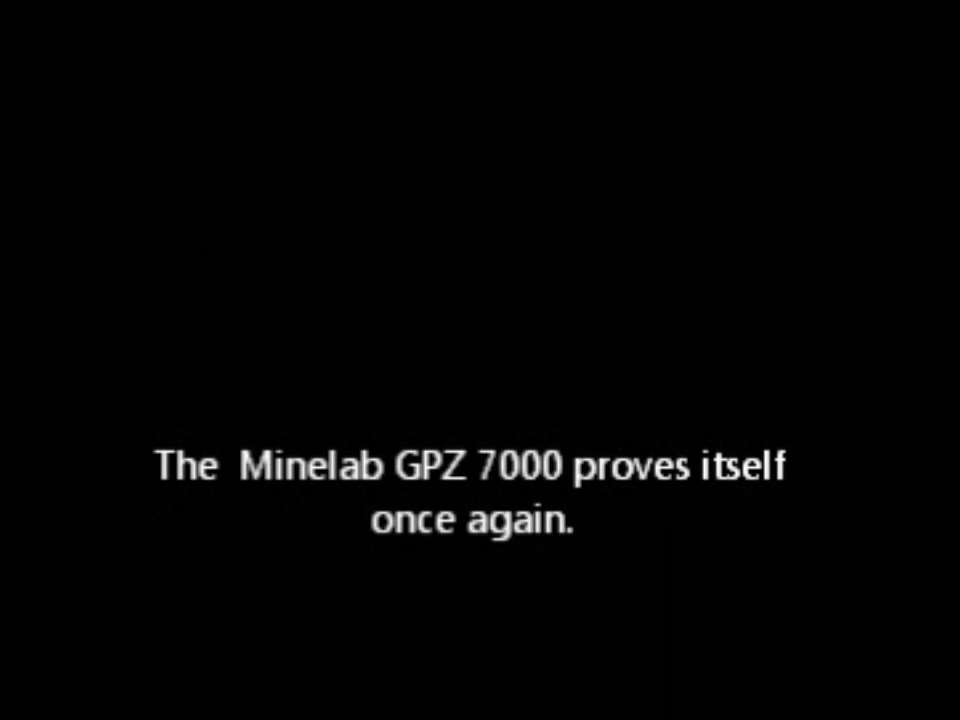 The  Minelab GPZ 7000 proves itself
once again.